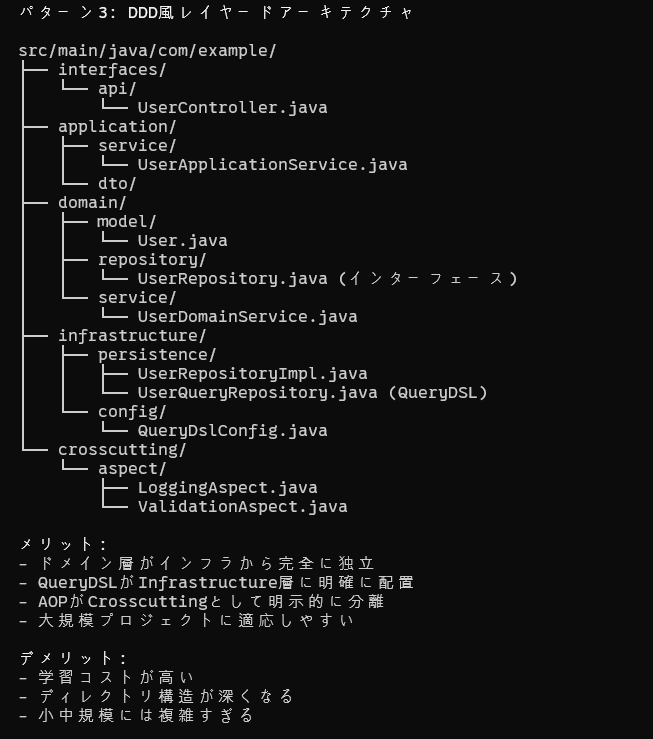 パターン3: DDD風レイヤードアーキテクチャ
src/main/java/com/example/
├── interfaces/
│   └── api/
│       └── UserController.java
├── application/
│   ├── service/
│   │   └── UserApplicationService.java
│   └── dto/
├── domain/
│   ├── model/
│   │   └── User.java
│   ├── repository/
│   │   └── UserRepository.java (インターフェース)
│   └── service/
│       └── UserDomainService.java
├── infrastructure/
│   ├── persistence/
│   │   ├── UserRepositoryImpl.java
│   │   └── UserQueryRepository.java (QueryDSL)
│   └── config/
│       └── QueryDslConfig.java
└── crosscutting/
    └── aspect/
        ├── LoggingAspect.java
        └── ValidationAspect.java
メリット:
- ドメイン層がインフラから完全に独立
- QueryDSLがInfrastructure層に明確に配置
- AOPがCrosscuttingとして明示的に分離
- 大規模プロジェクトに適応しやすい
デメリット:
- 学習コストが高い
- ディレクトリ構造が深くなる
- 小中規模には複雑すぎる